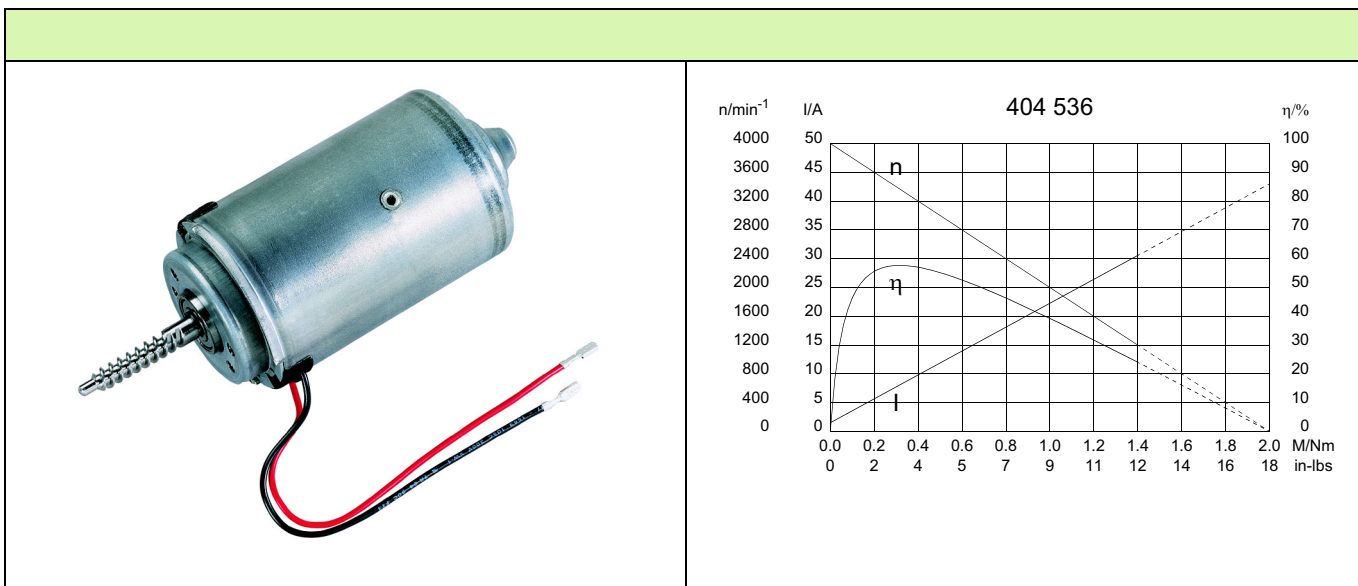 404 536
n/min-1 I/A η/%
4000 50 100
3600 45 90
3200 40 80
2800 35 70
2400 30 60
2000 25 50
1600 20 40
1200 15 30
800 10 20
400 5 10
0 0 0
n
η
I
0.0 0.2 0.4 0.6 0.8 1.0 1.2 1.4 1.6 1.8 2.0 M/Nm
0 2 4 5 7 9 11 12 14 16 18 in-lbs